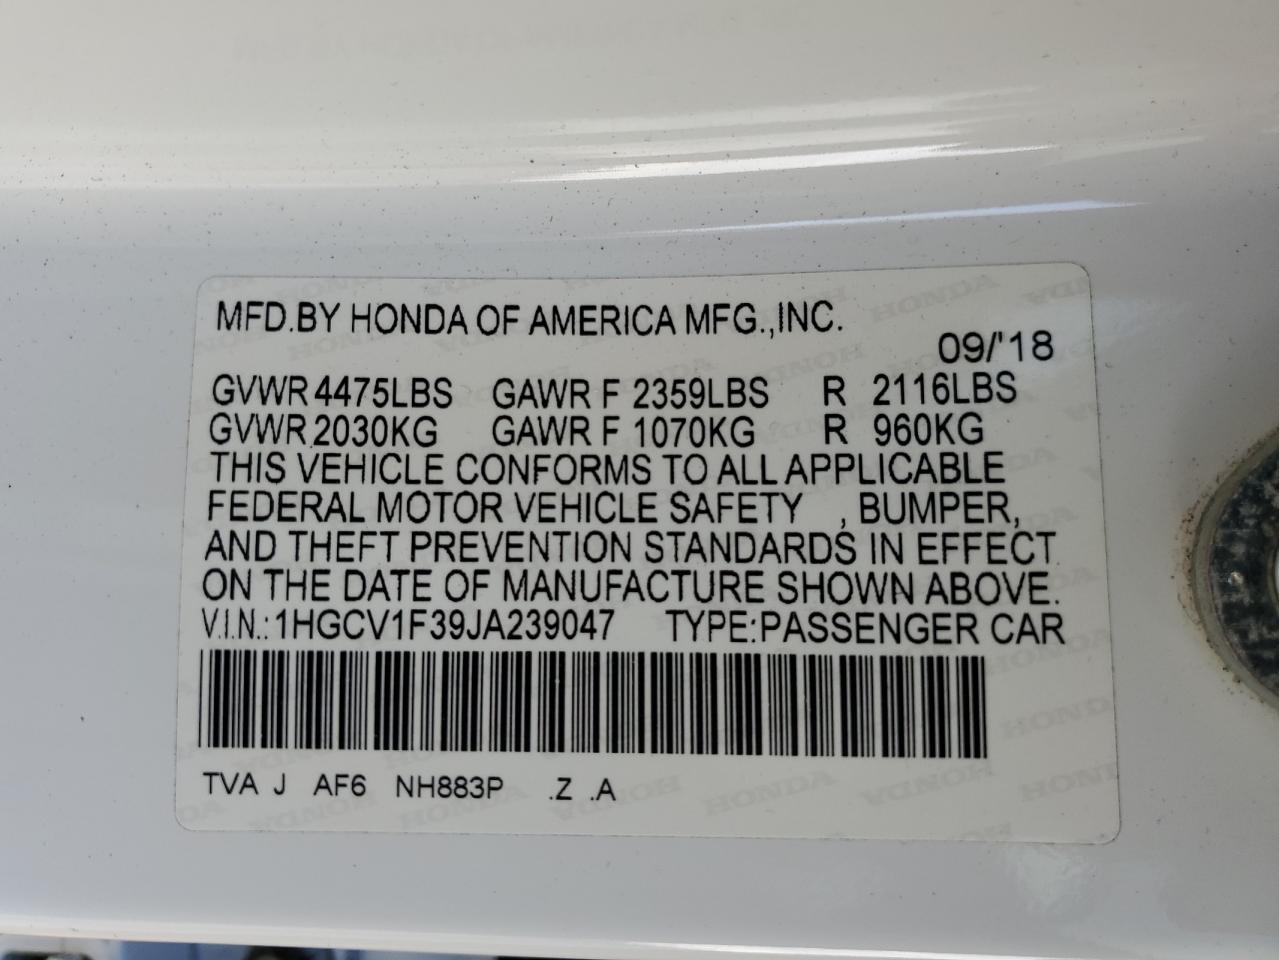 MFD.BY HONDA OF AMERICA MFG.,INC.
09/'18
GVWR 4475LBS GAWR F 2359LBS R 2116LBS
GVWR 2030KG GAWR F 1070KG R 960KG
THIS VEHICLE CONFORMS TO ALL APPLICABLE
FEDERAL MOTOR VEHICLE SAFETY , BUMPER,
AND THEFT PREVENTION STANDARDS IN EFFECT
ON THE DATE OF MANUFACTURE SHOWN ABOVE.
V.I.N.:1HGCV1F39JA239047 TYPE:PASSENGER CAR
TVA J AF6 NH883P .Z .A